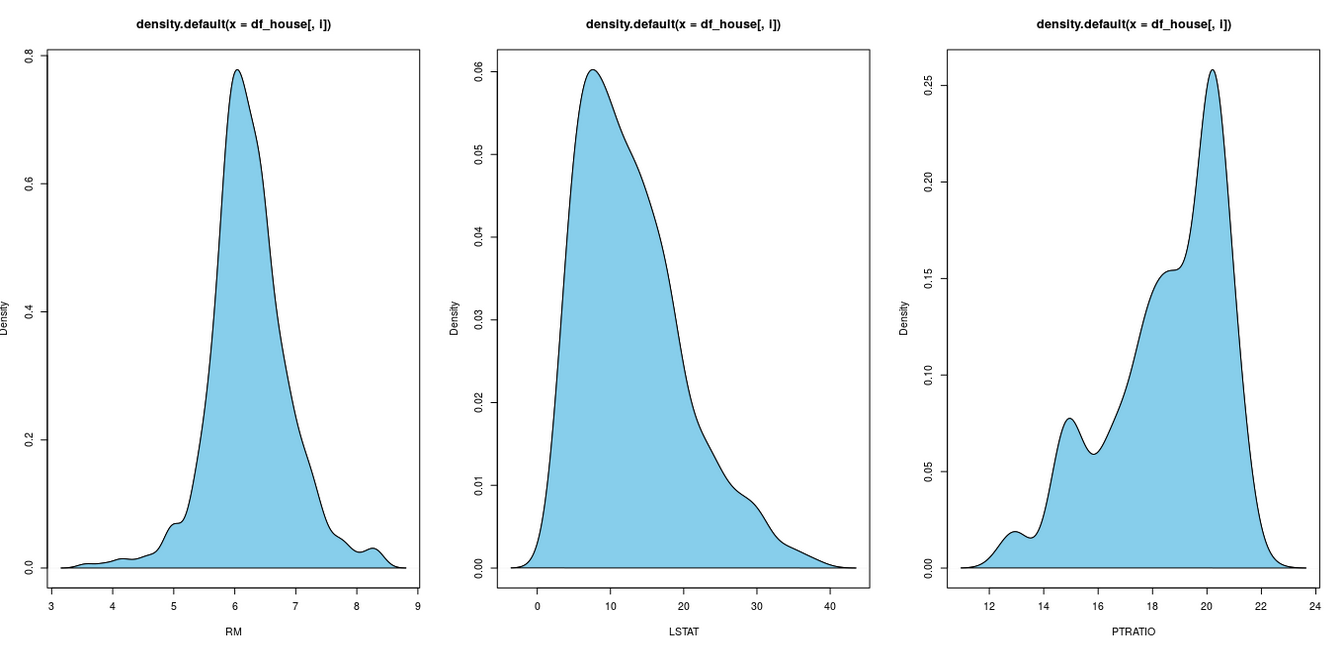 density.default(x = df_house[, i])
Density
0.0
0.2
0.4
0.6
0.8
3 4 5 6 7 8 9
RM
density.default(x = df_house[, i])
Density
0.00
0.01
0.02
0.03
0.04
0.05
0.06
0 10 20 30 40
LSTAT
density.default(x = df_house[, i])
Density
0.00
0.05
0.10
0.15
0.20
0.25
12 14 16 18 20 22 24
PTRATIO